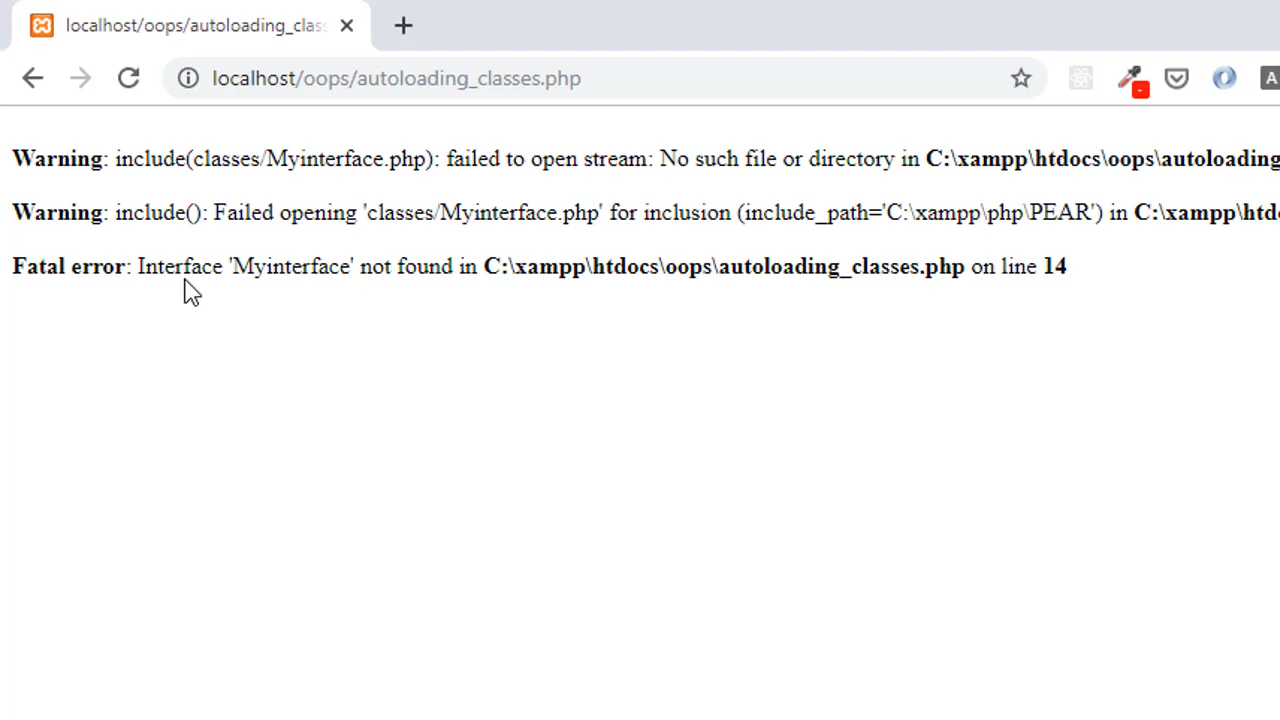 localhost/oops/autoloading_clas
localhost/oops/autoloading_classes.php
A
Warning: include(classes/Myinterface.php): failed to open stream: No such file or directory in C:\xampp\htdocs\oops\autoloading
Warning: include(): Failed opening 'classes/Myinterface.php' for inclusion (include_path='C:\xampp\php\PEAR') in C:\xampp\htd
Fatal error: Interface 'Myinterface' not found in C:\xampp\htdocs\oops\autoloading_classes.php on line 14